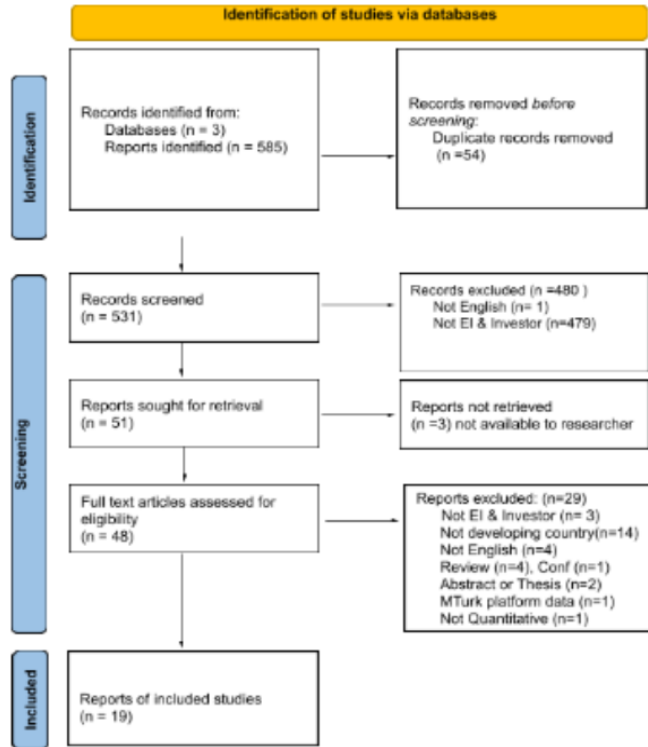 Identification of studies via databases
Identification
Records identified from:
Databases (n = 3)
Reports identified (n = 585)
Records removed before
screening:
Duplicate records removed
(n =54)
Screening
Records screened
(n = 531)
Records excluded (n =480 )
Not English (n= 1)
Not EI & Investor (n=479)
Reports sought for retrieval
(n = 51)
Reports not retrieved
(n =3) not available to researcher
Full text articles assessed for
eligibility
(n = 48)
Reports excluded: (n=29)
Not EI & Investor (n= 3)
Not developing country(n=14)
Not English (n=4)
Review (n=4), Conf (n=1)
Abstract or Thesis (n=2)
MTurk platform data (n=1)
Not Quantitative (n=1)
Included
Reports of included studies
(n = 19)